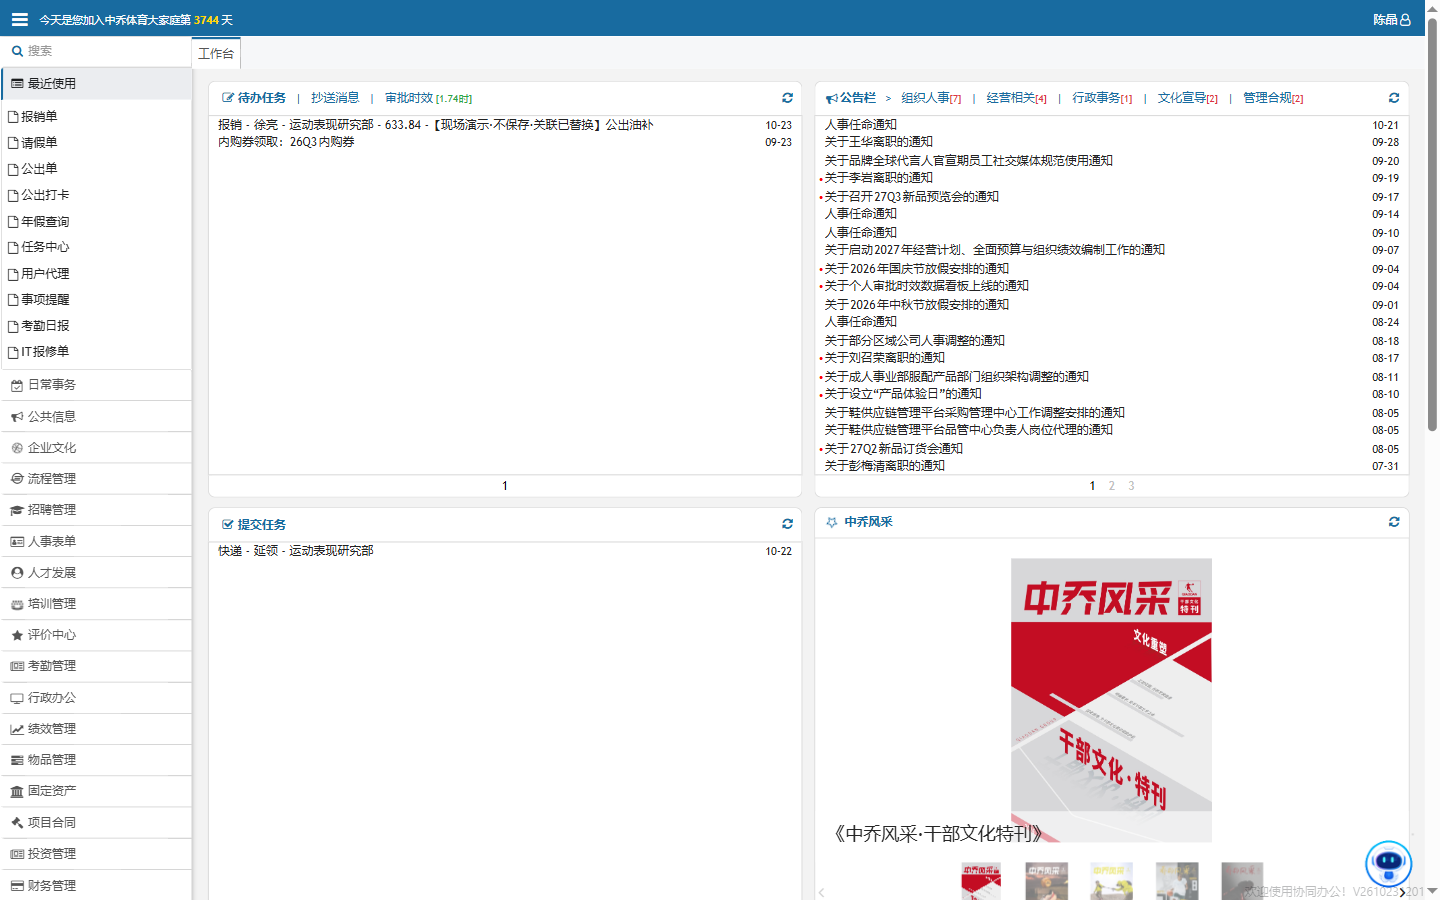 今天是您加入中乔体育大家庭第 3744 天
陈晶
搜索
工作台
最近使用
报销单
请假单
公出单
公出打卡
年假查询
任务中心
用户代理
事项提醒
考勤日报
IT报修单
日常事务
公共信息
企业文化
流程管理
招聘管理
人事表单
人才发展
培训管理
评价中心
考勤管理
行政办公
绩效管理
物品管理
固定资产
项目合同
投资管理
财务管理
待办任务 | 抄送消息 | 审批时效 [1.74时]
报销 - 徐亮 - 运动表现研究部 - 633.84 -【现场演示·不保存·关联已替换】公出油补 10-23
内购券领取：26Q3内购券 09-23
1
公告栏 > 组织人事[7] | 经营相关[4] | 行政事务[1] | 文化宣导[2] | 管理合规[2]
人事任命通知 10-21
关于王华离职的通知 09-28
关于品牌全球代言人官宣期员工社交媒体规范使用通知 09-20
关于李岩离职的通知 09-19
关于召开27Q3新品预览会的通知 09-17
人事任命通知 09-14
人事任命通知 09-10
关于启动2027年经营计划、全面预算与组织绩效编制工作的通知 09-07
关于2026年国庆节放假安排的通知 09-04
关于个人审批时效数据看板上线的通知 09-04
关于2026年中秋节放假安排的通知 09-01
人事任命通知 08-24
关于部分区域公司人事调整的通知 08-18
关于刘召荣离职的通知 08-17
关于成人事业部服配产品部门组织架构调整的通知 08-11
关于设立“产品体验日”的通知 08-10
关于鞋供应链管理平台采购管理中心工作调整安排的通知 08-05
关于鞋供应链管理平台品管中心负责人岗位代理的通知 08-05
关于27Q2新品订货会通知 08-05
关于彭梅清离职的通知 07-31
1 2 3
提交任务
快递 - 延领 - 运动表现研究部 10-22
中乔风采
中乔风采
干部文化
特刊
文化重塑
干部文化·特刊
《中乔风采·干部文化特刊》
中乔风采
中乔风采
欢迎使用协同办公！